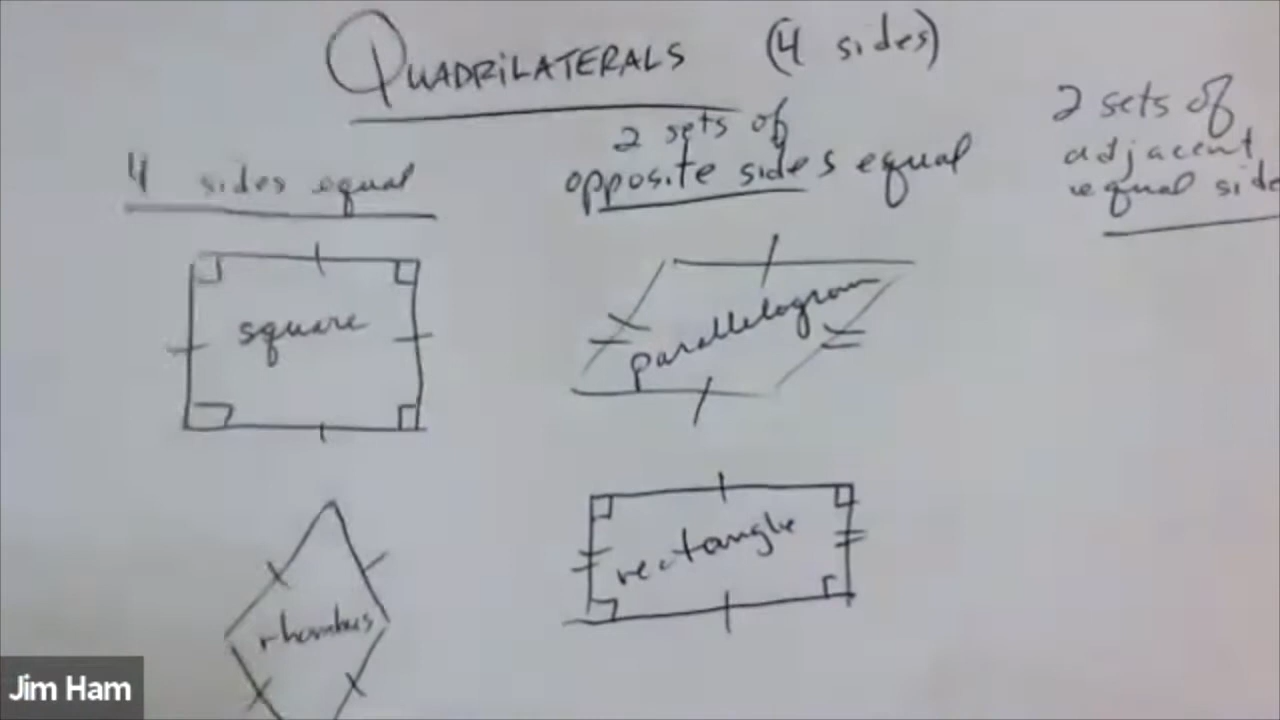 QUADRILATERALS (4 sides)
4 sides equal
2 sets of
opposite sides equal
2 sets of
adjacent
equal side
square
parallelogram
rhombus
rectangle
Jim Ham